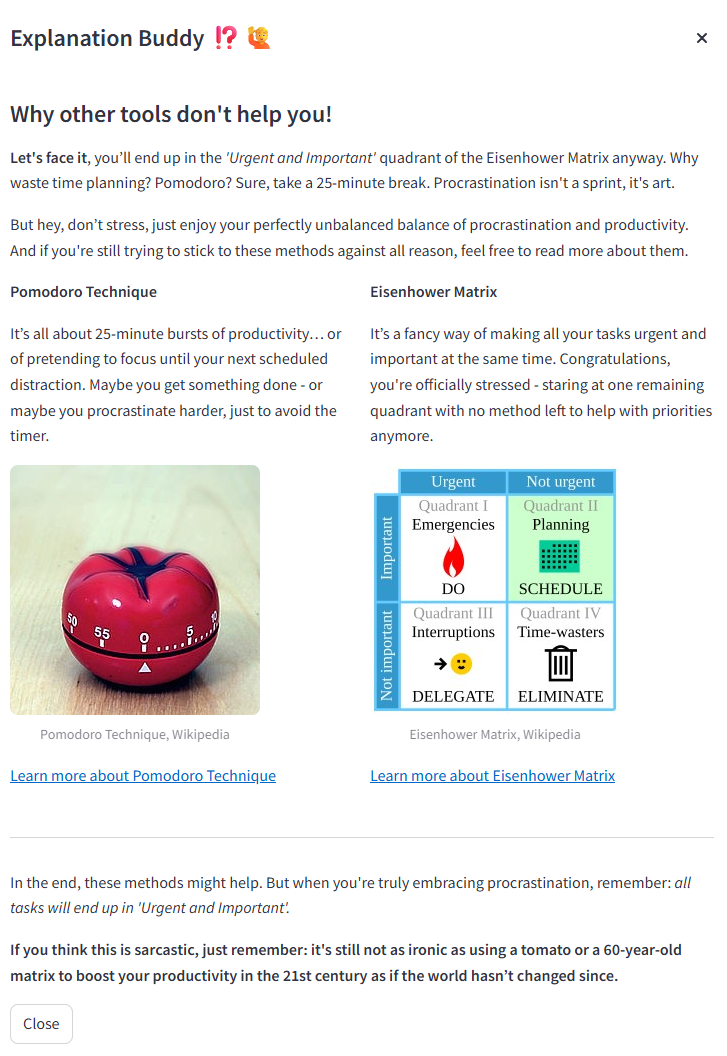 Explanation Buddy ⁉️ 🙋
Why other tools don't help you!
Let's face it, you’ll end up in the 'Urgent and Important' quadrant of the Eisenhower Matrix anyway. Why
waste time planning? Pomodoro? Sure, take a 25-minute break. Procrastination isn't a sprint, it's art.
But hey, don’t stress, just enjoy your perfectly unbalanced balance of procrastination and productivity.
And if you're still trying to stick to these methods against all reason, feel free to read more about them.
Pomodoro Technique
It’s all about 25-minute bursts of productivity… or
of pretending to focus until your next scheduled
distraction. Maybe you get something done - or
maybe you procrastinate harder, just to avoid the
timer.
50 55 0 5 10
Pomodoro Technique, Wikipedia
Learn more about Pomodoro Technique
Eisenhower Matrix
It’s a fancy way of making all your tasks urgent and
important at the same time. Congratulations,
you're officially stressed - staring at one remaining
quadrant with no method left to help with priorities
anymore.
Urgent
Not urgent
Important
Quadrant I
Emergencies
DO
Quadrant II
Planning
SCHEDULE
Not important
Quadrant III
Interruptions
DELEGATE
Quadrant IV
Time-wasters
ELIMINATE
Eisenhower Matrix, Wikipedia
Learn more about Eisenhower Matrix
In the end, these methods might help. But when you're truly embracing procrastination, remember: all
tasks will end up in 'Urgent and Important'.
If you think this is sarcastic, just remember: it's still not as ironic as using a tomato or a 60-year-old
matrix to boost your productivity in the 21st century as if the world hasn’t changed since.
Close